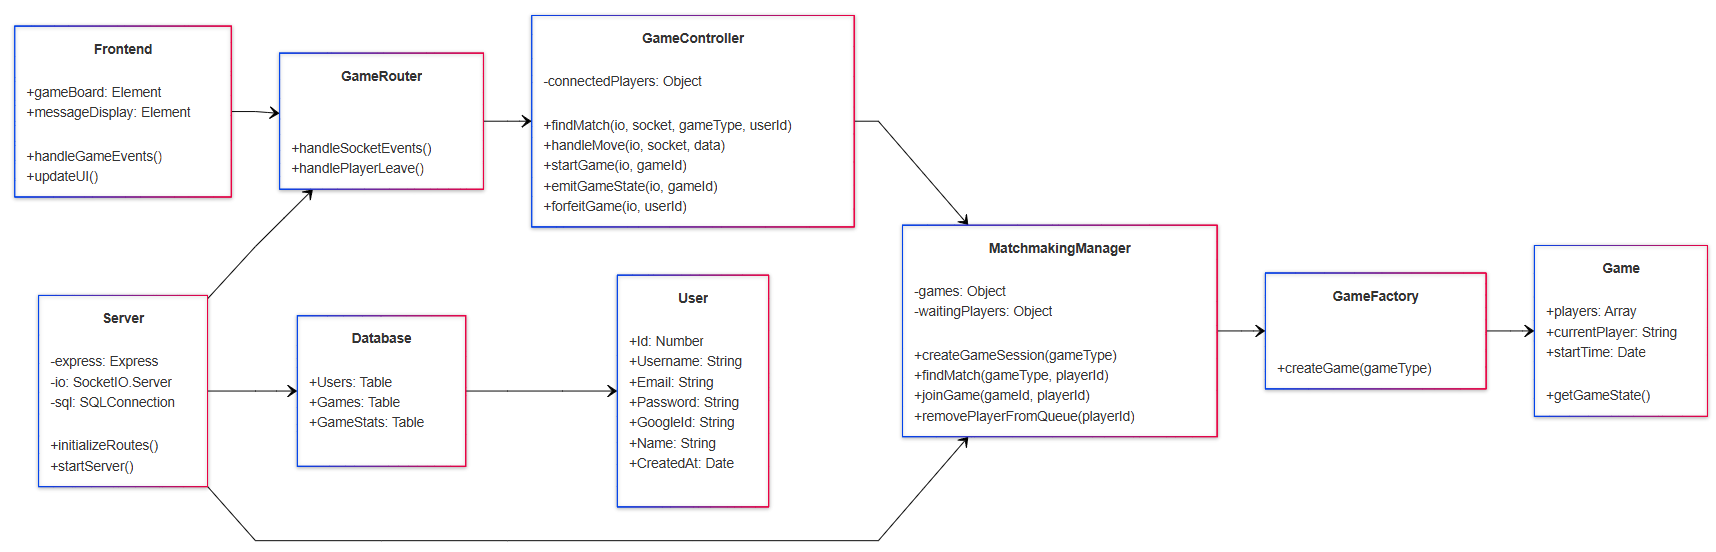 Frontend
+gameBoard: Element
+messageDisplay: Element
+handleGameEvents()
+updateUI()
GameRouter
+handleSocketEvents()
+handlePlayerLeave()
GameController
-connectedPlayers: Object
+findMatch(io, socket, gameType, userId)
+handleMove(io, socket, data)
+startGame(io, gameId)
+emitGameState(io, gameId)
+forfeitGame(io, userId)
Server
-express: Express
-io: SocketIO.Server
-sql: SQLConnection
+initializeRoutes()
+startServer()
Database
+Users: Table
+Games: Table
+GameStats: Table
User
+Id: Number
+Username: String
+Email: String
+Password: String
+GoogleId: String
+Name: String
+CreatedAt: Date
MatchmakingManager
-games: Object
-waitingPlayers: Object
+createGameSession(gameType)
+findMatch(gameType, playerId)
+joinGame(gameId, playerId)
+removePlayerFromQueue(playerId)
GameFactory
+createGame(gameType)
Game
+players: Array
+currentPlayer: String
+startTime: Date
+getGameState()